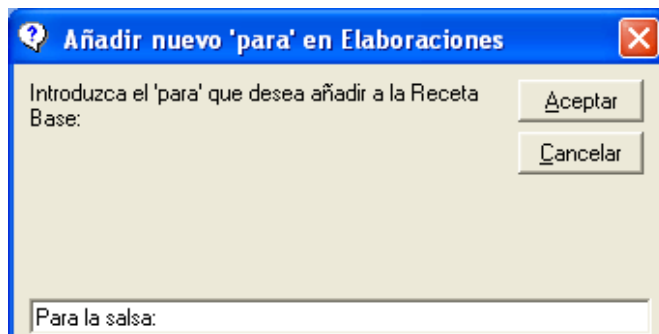 Añadir nuevo 'para' en Elaboraciones
Introduzca el 'para' que desea añadir a la Receta
Base:
Aceptar
Cancelar
Para la salsa: